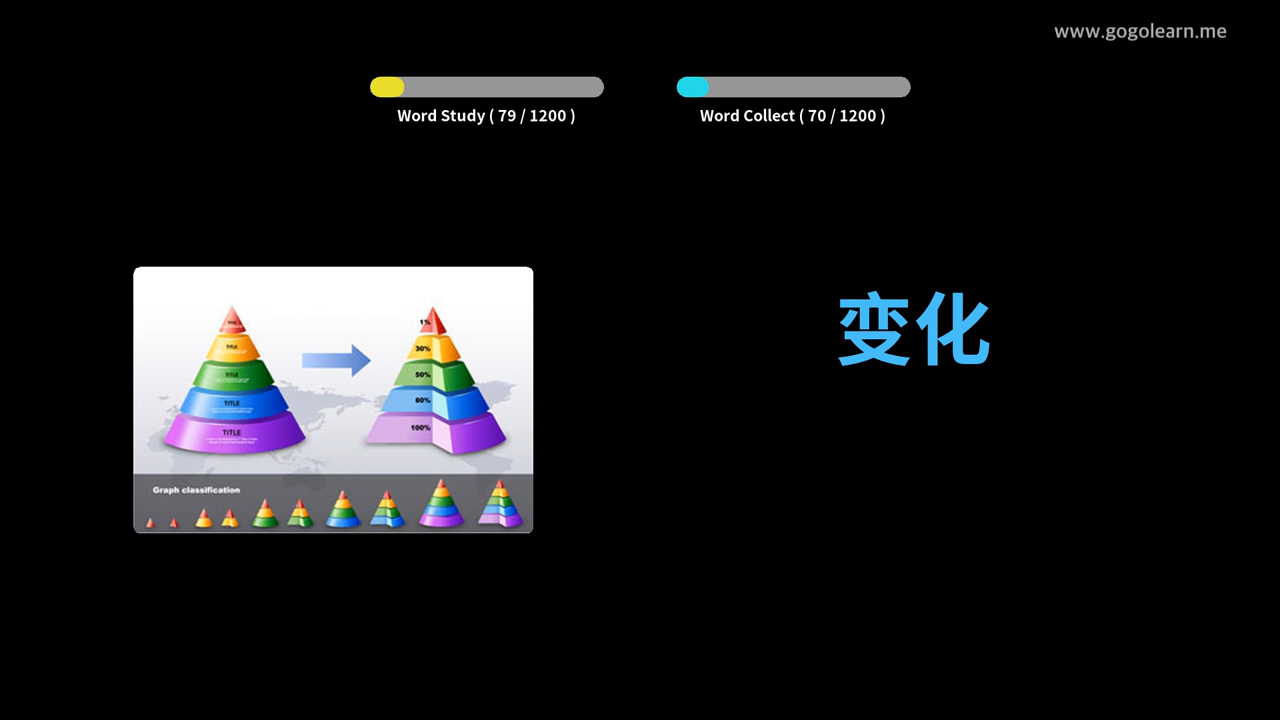 www.gogolearn.me
Word Study ( 79 / 1200 )
Word Collect ( 70 / 1200 )
变化
TITLE
TITLE
TITLE
TITLE
1%
30%
50%
80%
100%
Graph classification